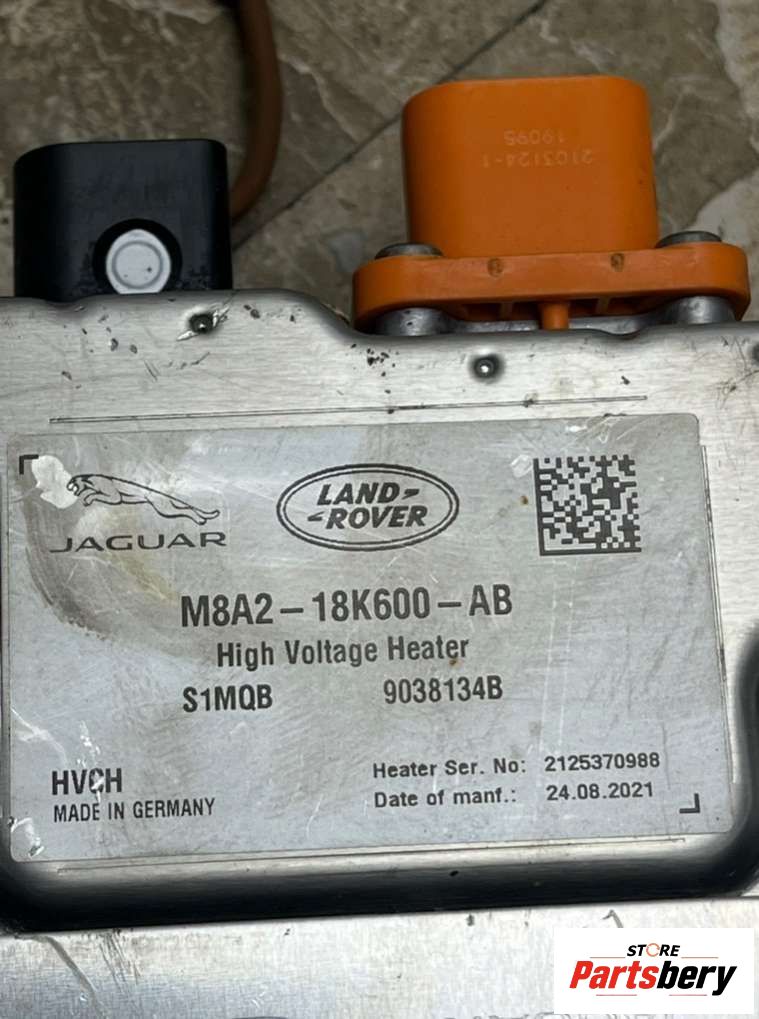 2103124-1
19095
JAGUAR
LAND-
-ROVER
M8A2-18K600-AB
High Voltage Heater
S1MQB 9038134B
HVCH
MADE IN GERMANY
Heater Ser. No: 2125370988
Date of manf.: 24.08.2021
STORE
Partsbery